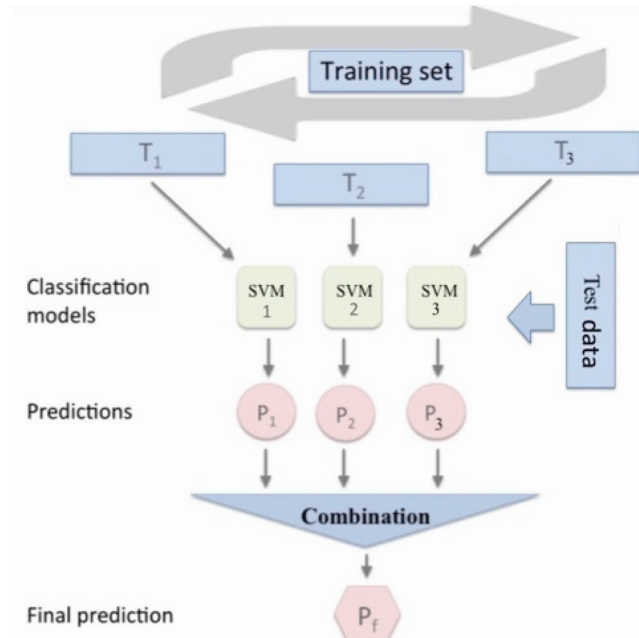 Training set
T1
T2
T3
Classification
models
SVM
1
SVM
2
SVM
3
Test data
Predictions
P1
P2
P3
Combination
Final prediction
Pf